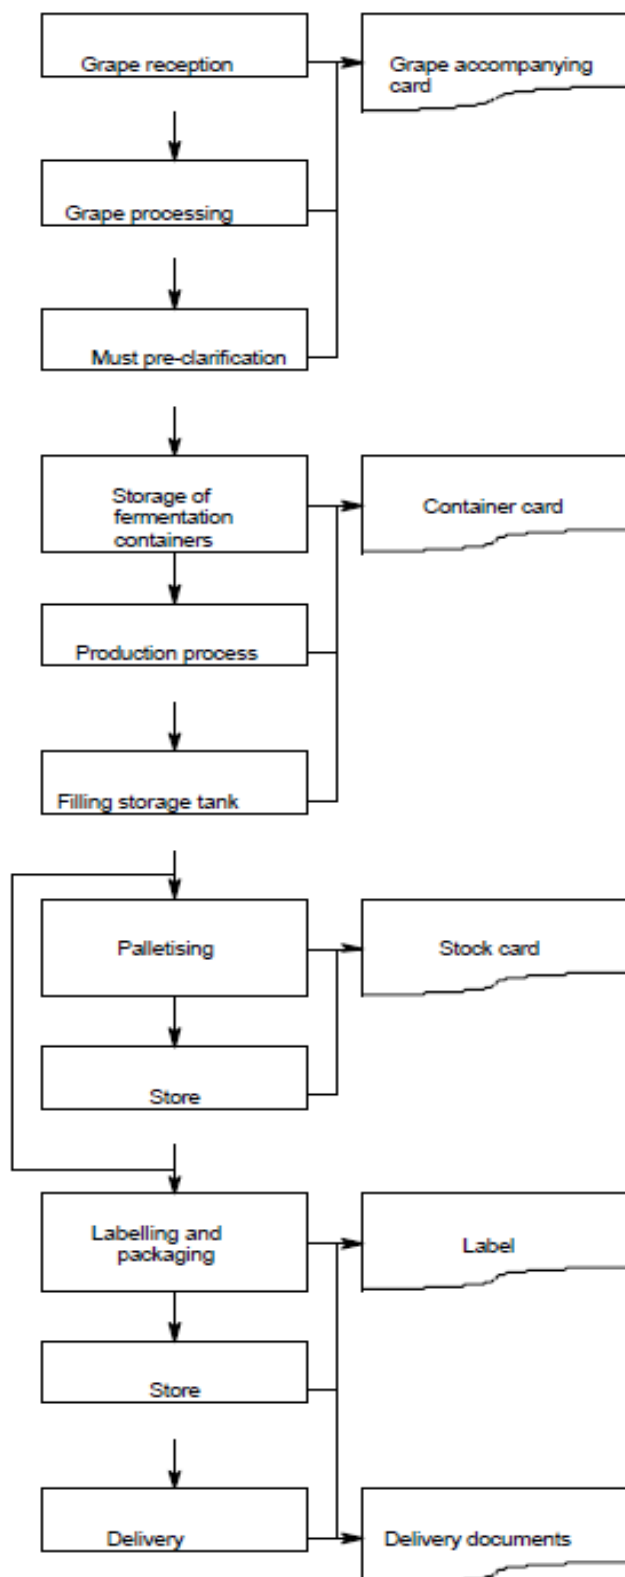 Grape reception
Grape accompanying
card
Grape processing
Must pre-clarification
Storage of
fermentation
containers
Container card
Production process
Filling storage tank
Palletising
Stock card
Store
Labelling and
packaging
Label
Store
Delivery
Delivery documents